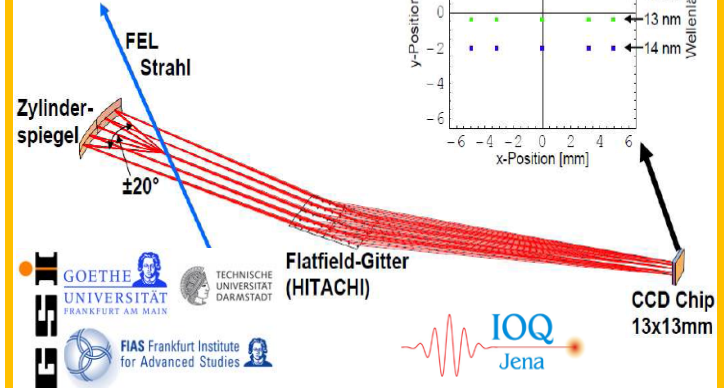 FEL
Strahl
Zylinder-
spiegel
±20°
Flatfield-Gitter
(HITACHI)
CCD Chip
13x13mm
y-Position
0
−2
−4
−6
−6 −4 −2 0 2 4 6
x-Position [mm]
13 nm
14 nm
GSI
GOETHE
UNIVERSITÄT
FRANKFURT AM MAIN
TECHNISCHE
UNIVERSITÄT
DARMSTADT
FIAS Frankfurt Institute
for Advanced Studies
IOQ
Jena